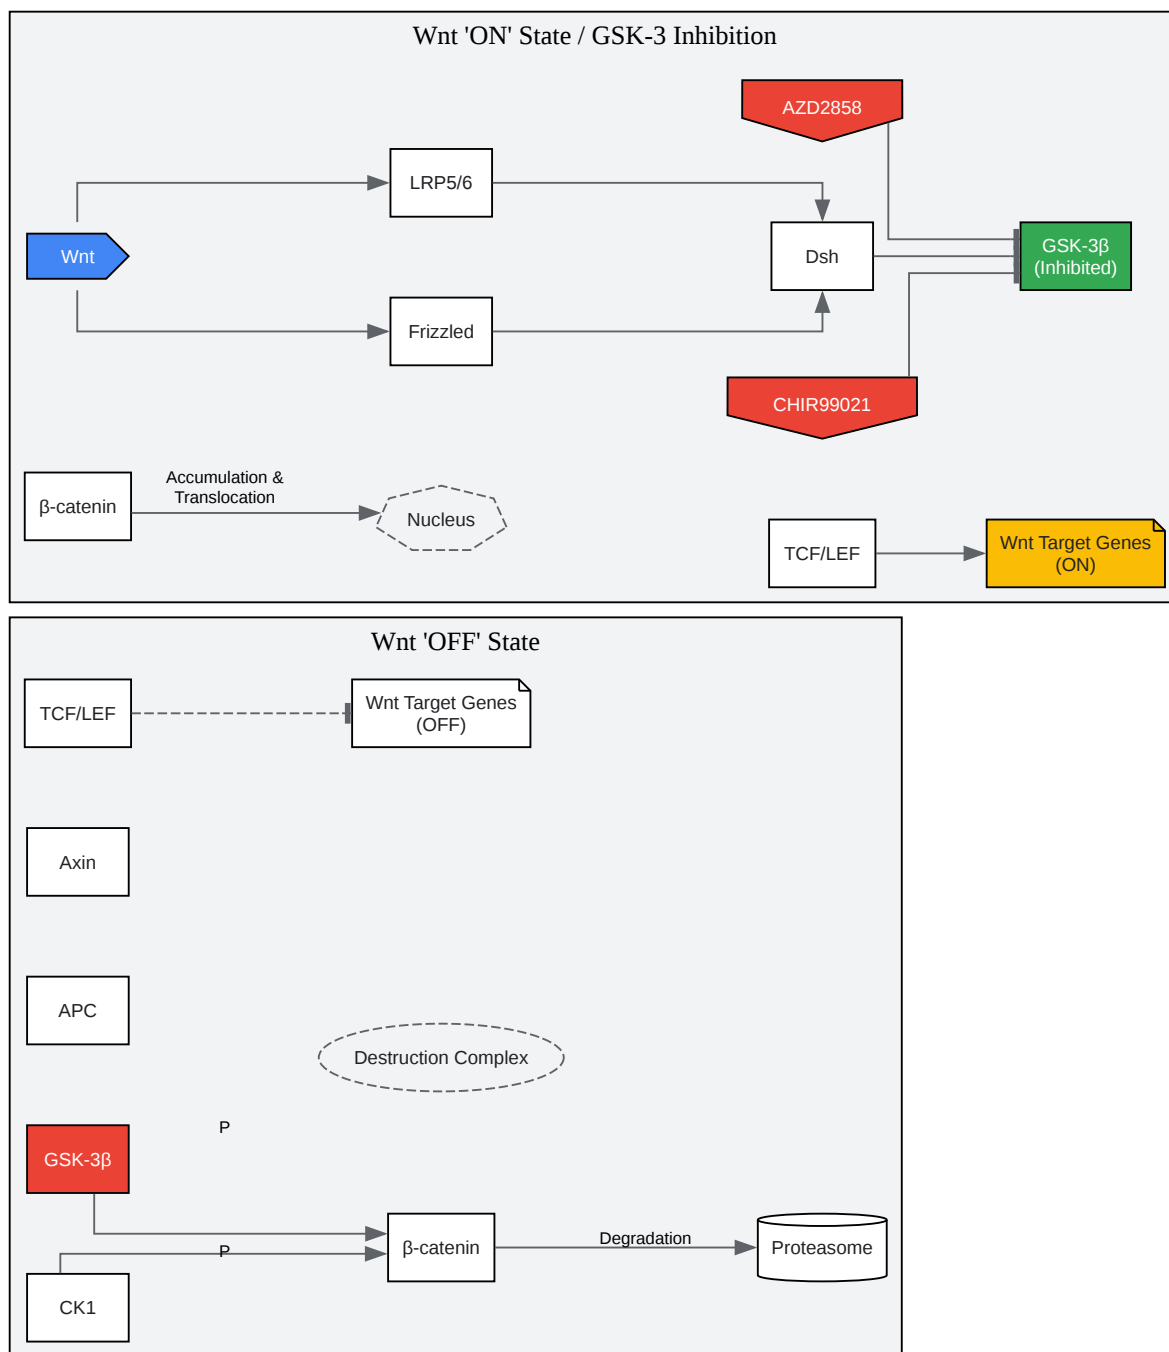 Wnt 'ON' State / GSK-3 Inhibition
AZD2858
LRP5/6
Wnt
Dsh
GSK-3β
(Inhibited)
Frizzled
CHIR99021
Accumulation &
Translocation
β-catenin
Nucleus
TCF/LEF
Wnt Target Genes
(ON)
Wnt 'OFF' State
TCF/LEF
Wnt Target Genes
(OFF)
Axin
APC
Destruction Complex
P
GSK-3β
P
β-catenin
Degradation
Proteasome
CK1